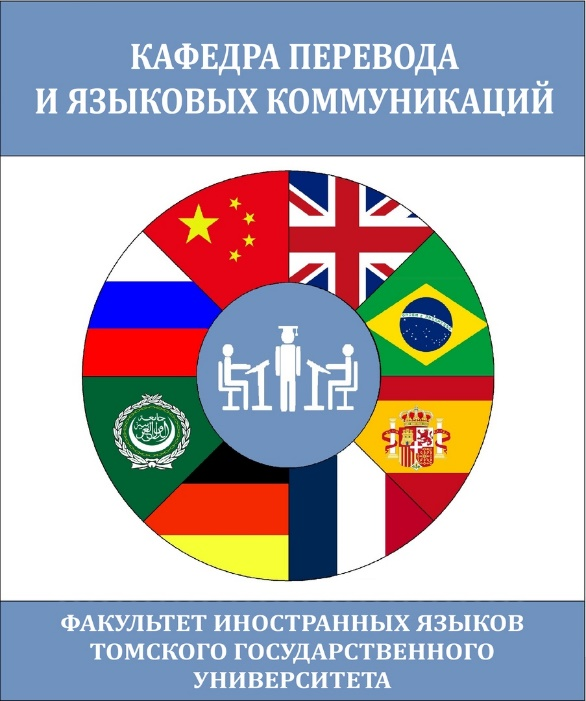 КАФЕДРА ПЕРЕВОДА
И ЯЗЫКОВЫХ КОММУНИКАЦИЙ
ФАКУЛЬТЕТ ИНОСТРАННЫХ ЯЗЫКОВ
ТОМСКОГО ГОСУДАРСТВЕННОГО
УНИВЕРСИТЕТА